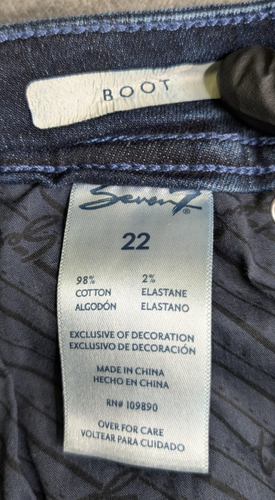 BOOT
Seven7®
22
98% 2%
COTTON ELASTANE
ALGODÓN ELASTANO
EXCLUSIVE OF DECORATION
EXCLUSIVO DE DECORACIÓN
MADE IN CHINA
HECHO EN CHINA
RN# 109890
OVER FOR CARE
VOLTEAR PARA CUIDADO